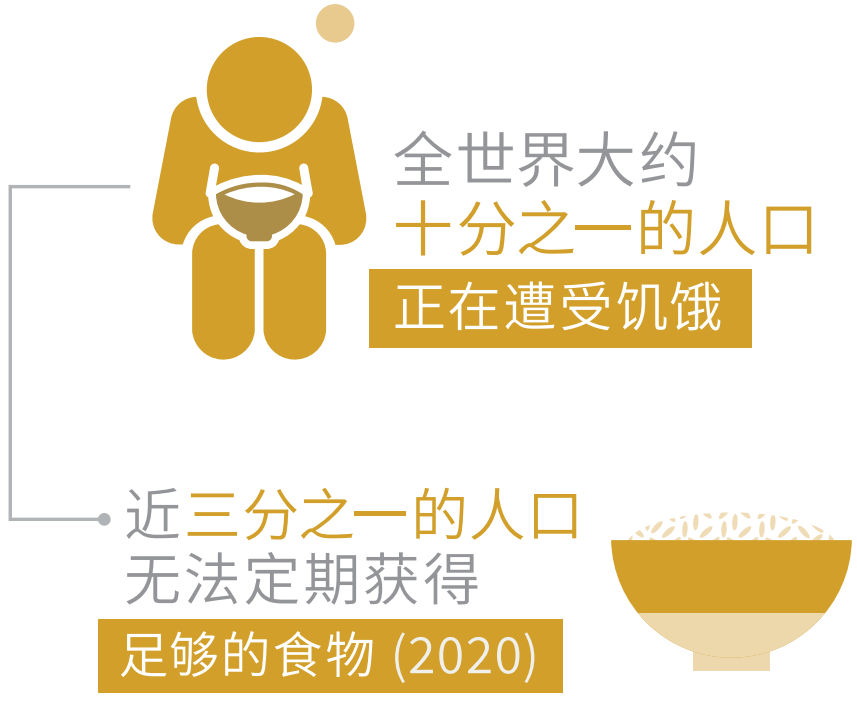 全世界大约
十分之一的人口
正在遭受饥饿
近三分之一的人口
无法定期获得
足够的食物 (2020)